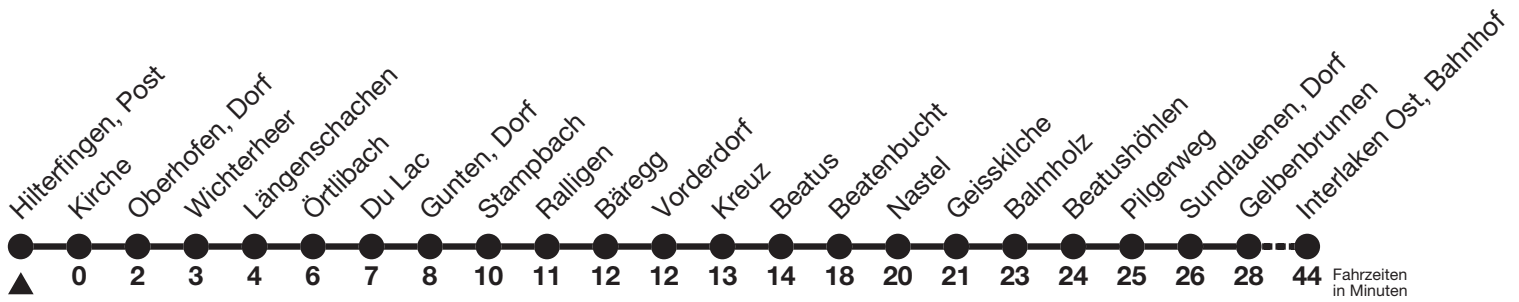 Hilterfingen, Post
Kirche
Oberhofen, Dorf
Wichterheer
Längenschachen
Örtlibach
Du Lac
Gunten, Dorf
Stampbach
Ralligen
Bäregg
Vorderdorf
Kreuz
Beatus
Beatenbucht
Nastel
Geisskilche
Balmholz
Beatushöhlen
Pilgerweg
Sundlauenen, Dorf
Gelbenbrunnen
Interlaken Ost, Bahnhof
0 2 3 4 6 7 8 10 11 12 12 13 14 18 20 21 23 24 25 26 28 44
Fahrzeiten
in Minuten